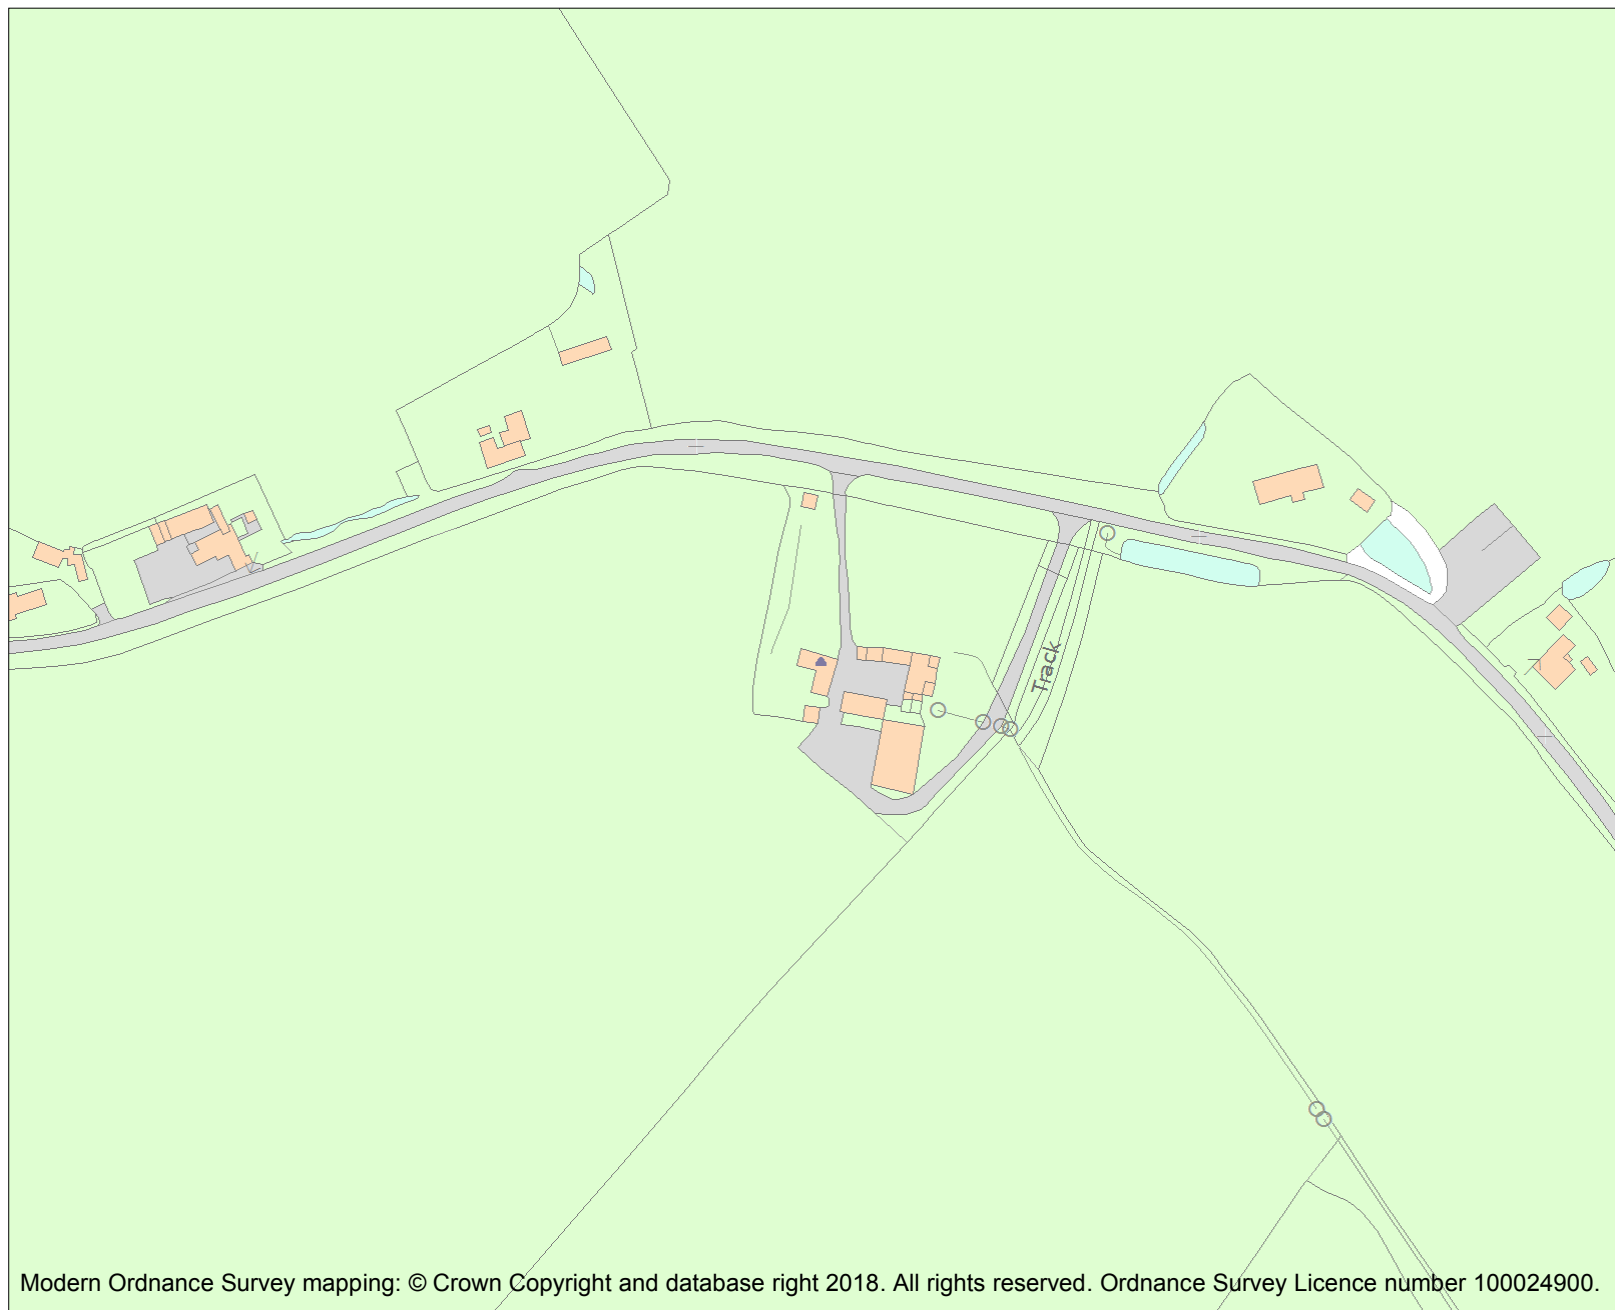 Track
Modern Ordnance Survey mapping: © Crown Copyright and database right 2018. All rights reserved. Ordnance Survey Licence number 100024900.